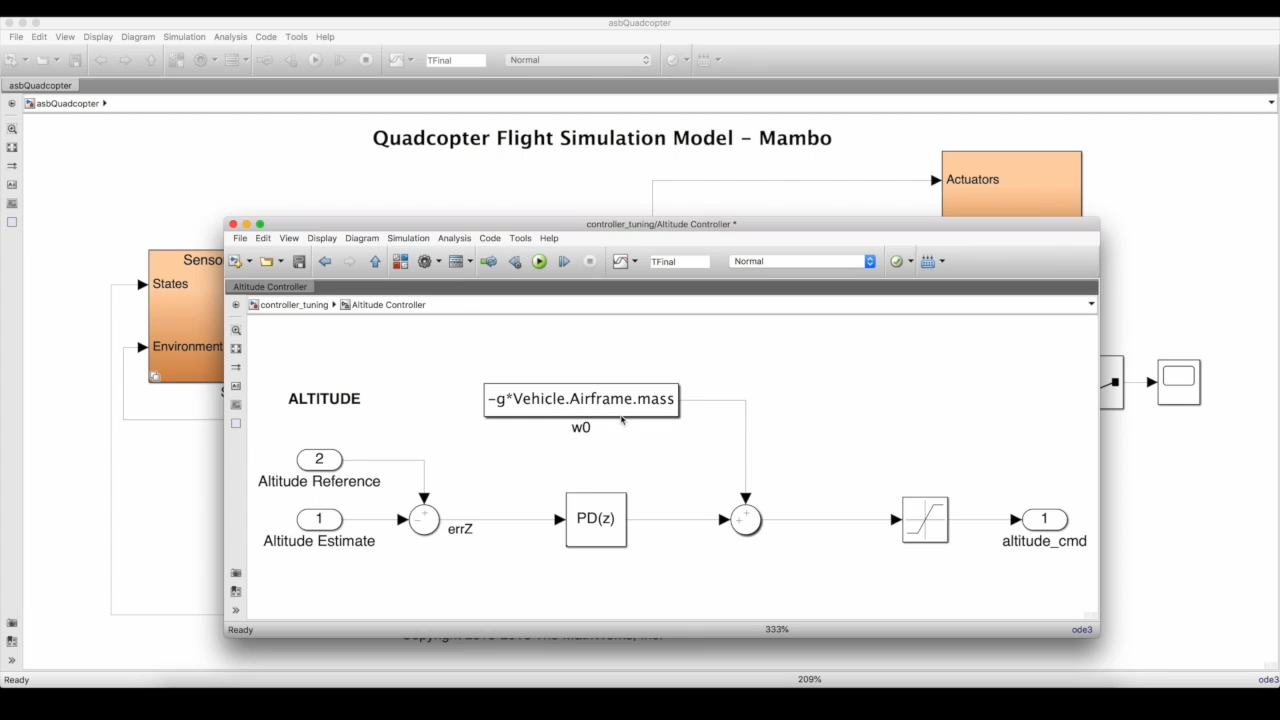 asbQuadcopter
File Edit View Display Diagram Simulation Analysis Code Tools Help
TFinal Normal
asbQuadcopter
asbQuadcopter
Quadcopter Flight Simulation Model – Mambo
Actuators
States
Environment
controller_tuning/Altitude Controller *
File Edit View Display Diagram Simulation Analysis Code Tools Help
TFinal Normal
Altitude Controller
controller_tuning Altitude Controller
ALTITUDE
-g*Vehicle.Airframe.mass
w0
2
Altitude Reference
1
Altitude Estimate
- +
errZ
PD(z)
+ +
1
altitude_cmd
Ready 333% ode3
Ready 209% ode3